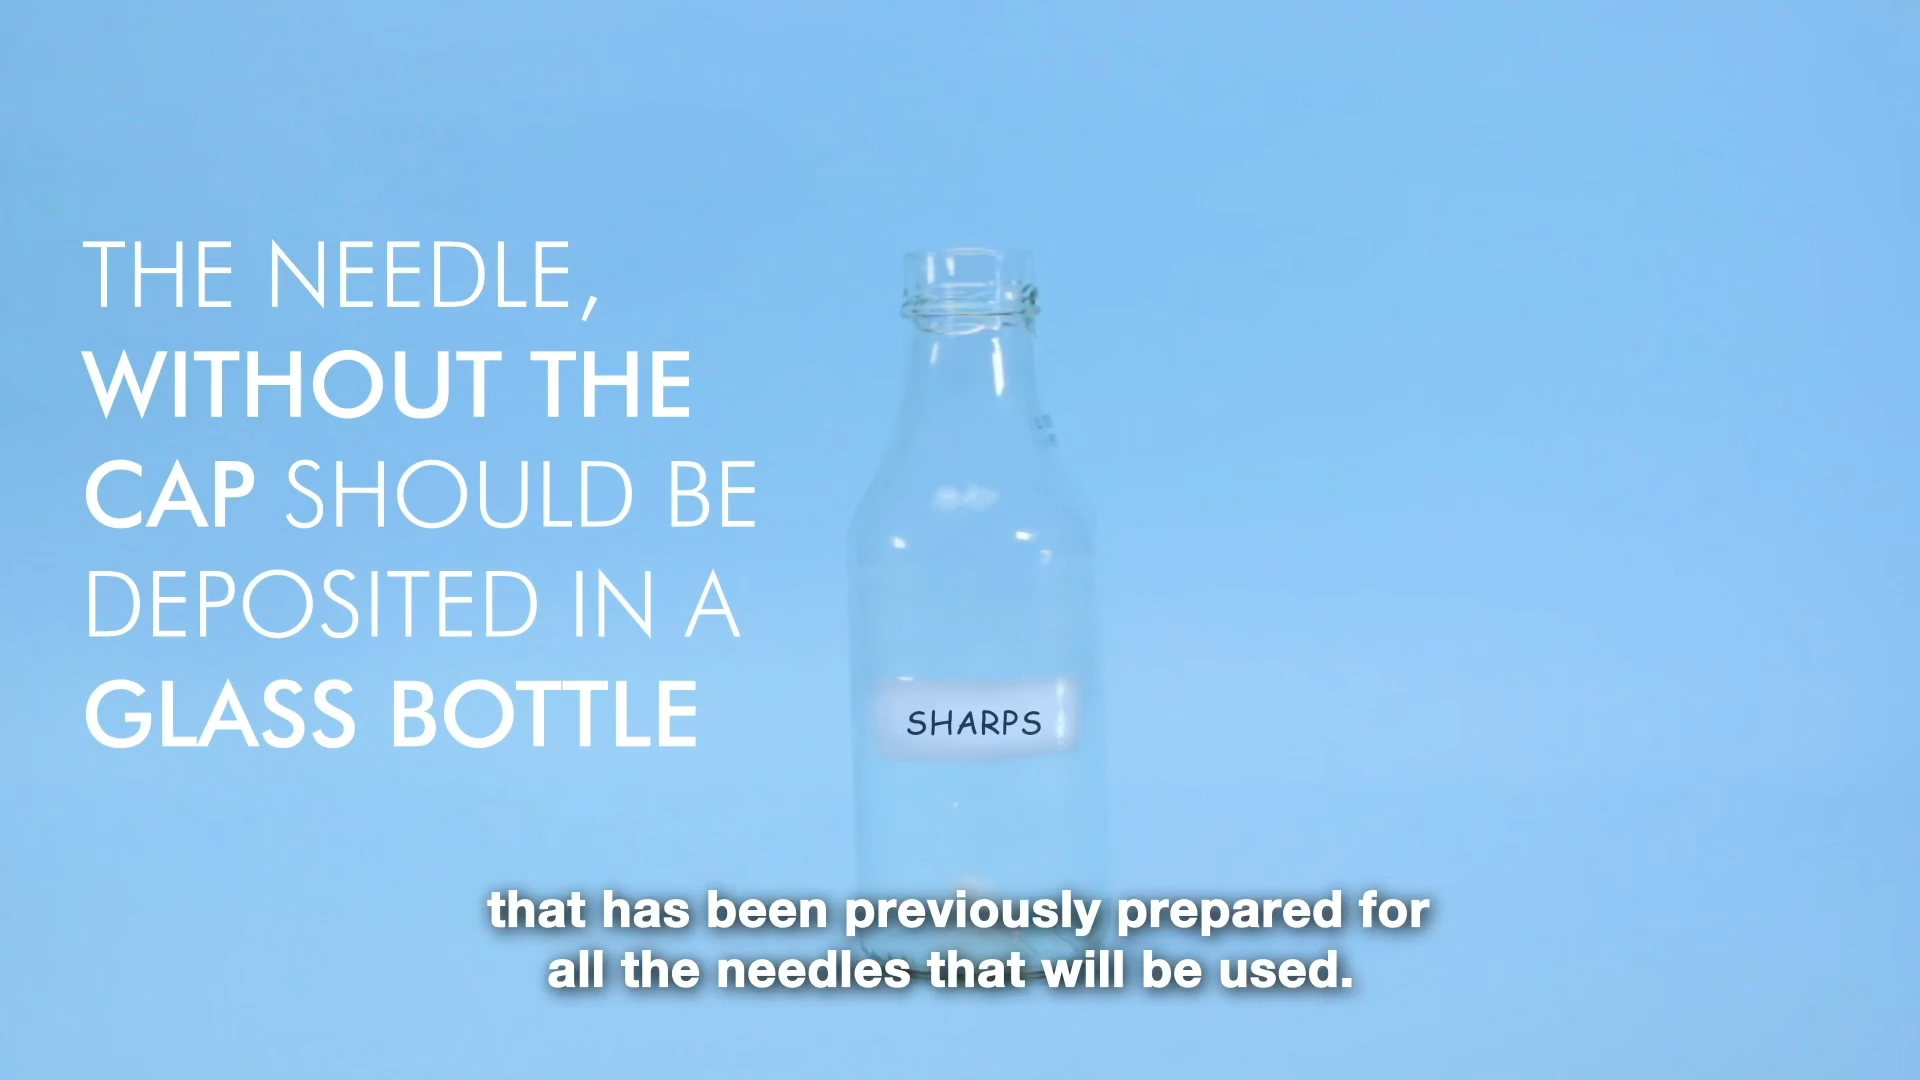 THE NEEDLE,
WITHOUT THE
CAP SHOULD BE
DEPOSITED IN A
GLASS BOTTLE
SHARPS
that has been previously prepared for
all the needles that will be used.